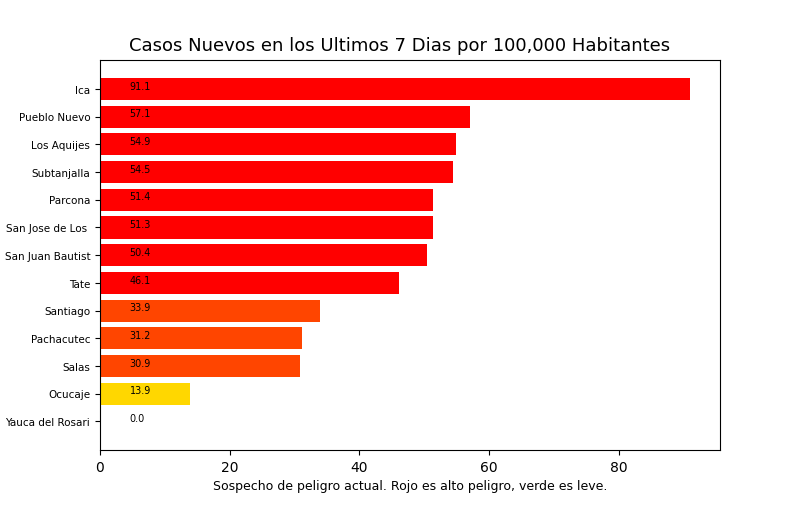 Casos Nuevos en los Ultimos 7 Dias por 100,000 Habitantes
Ica 91.1
Pueblo Nuevo 57.1
Los Aquijes 54.9
Subtanjalla 54.5
Parcona 51.4
San Jose de Los 51.3
San Juan Bautist 50.4
Tate 46.1
Santiago 33.9
Pachacutec 31.2
Salas 30.9
Ocucaje 13.9
Yauca del Rosari 0.0
0 20 40 60 80
Sospecho de peligro actual. Rojo es alto peligro, verde es leve.